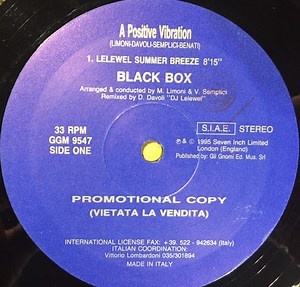 A Positive Vibration
(LIMONI-DAVOLI-SEMPLICI-BENATI)
1. LELEWEL SUMMER BREEZE 8'15"
BLACK BOX
Arranged & conducted by M. Limoni & V. Semplici
Remixed by D. Davoli "DJ Lelewel"
33 RPM
GGM 9547
SIDE ONE
S.I.A.E. STEREO
℗ © 1995 Seven Inch Limited
London (England)
Published by: Gil Gnomi Ed. Mus. Srl
PROMOTIONAL COPY
(VIETATA LA VENDITA)
INTERNATIONAL LICENSE FAX: + 39. 522 - 942634 (Italy)
ITALIAN COORDINATION:
Vittorio Lombardoni 035/301894
MADE IN ITALY